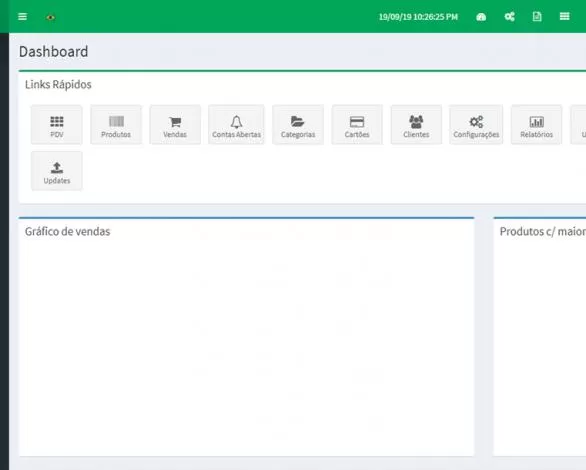 19/09/19 10:26:25 PM
Dashboard
Links Rápidos
PDV
Produtos
Vendas
Contas Abertas
Categorias
Cartões
Clientes
Configurações
Relatórios
U
Updates
Gráfico de vendas
Produtos c/ maior